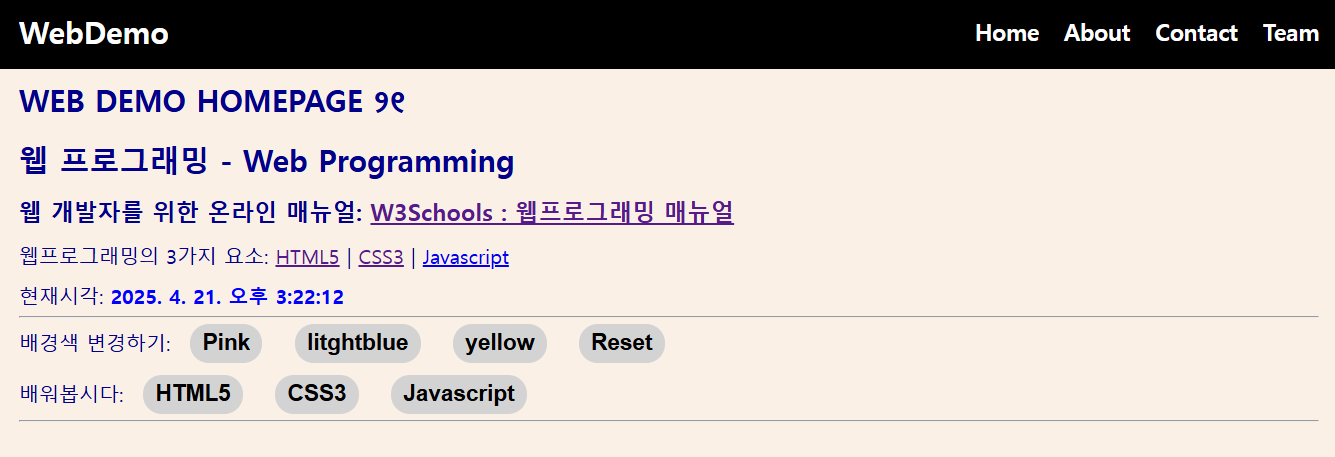 WebDemo Home About Contact Team
WEB DEMO HOMEPAGE ୨୧
웹 프로그래밍 - Web Programming
웹 개발자를 위한 온라인 매뉴얼: W3Schools : 웹프로그래밍 매뉴얼
웹프로그래밍의 3가지 요소: HTML5 | CSS3 | Javascript
현재시각: 2025. 4. 21. 오후 3:22:12
배경색 변경하기: Pink litghtblue yellow Reset
배워봅시다: HTML5 CSS3 Javascript